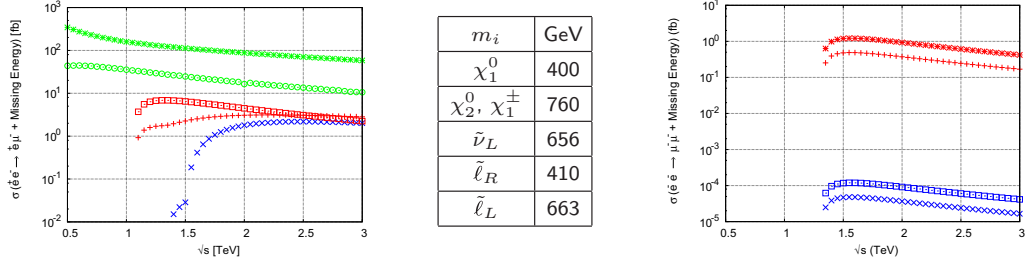 σ (e⁺ e⁻ → e⁺ μ⁻ + Missing Energy) [fb]
10³
10²
10¹
10⁰
10⁻¹
10⁻²
0.5 1 1.5 2 2.5 3
√s [TeV]
mᵢ GeV
χ₁⁰ 400
χ₂⁰, χ₁± 760
ν̃_L 656
ℓ̃_R 410
ℓ̃_L 663
σ (e⁻ e⁻ → μ⁻ μ⁻ + Missing Energy) (fb)
10¹
10⁰
10⁻¹
10⁻²
10⁻³
10⁻⁴
10⁻⁵
0.5 1 1.5 2 2.5 3
√s (TeV)